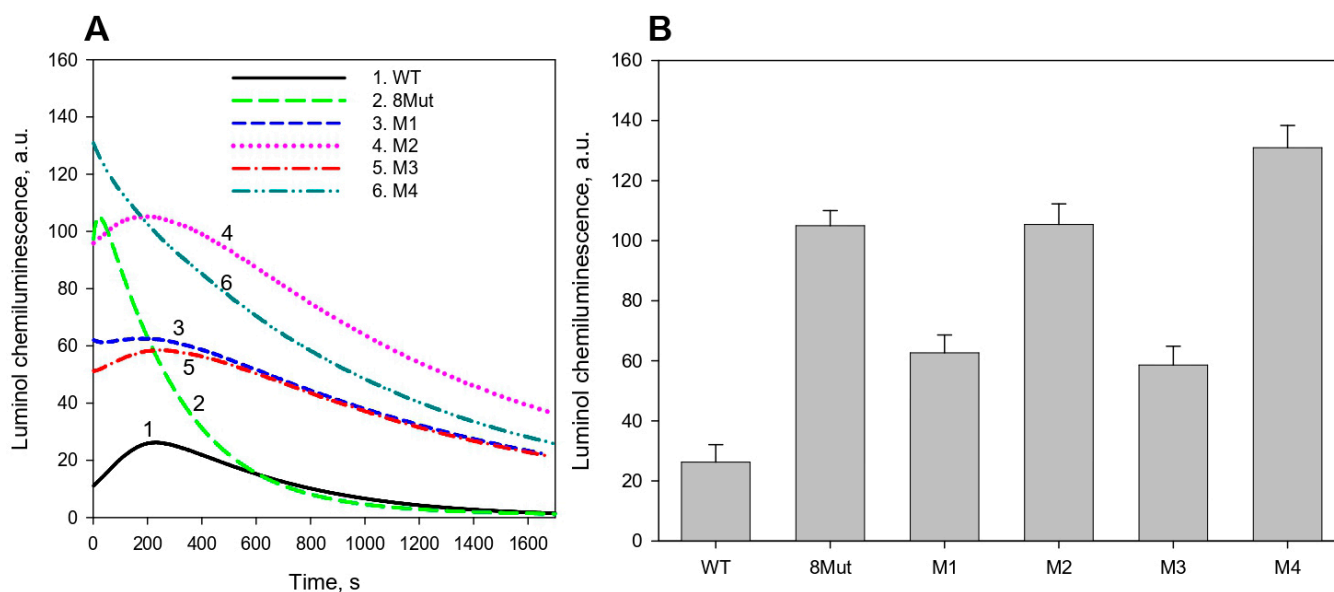 A
160
140
120
100
80
60
40
20
0
Luminol chemiluminescence, a.u.
1. WT
2. 8Mut
3. M1
4. M2
5. M3
6. M4
4
6
3
5
2
1
0 200 400 600 800 1000 1200 1400 1600
Time, s
B
160
140
120
100
80
60
40
20
0
Luminol chemiluminescence, a.u.
WT 8Mut M1 M2 M3 M4